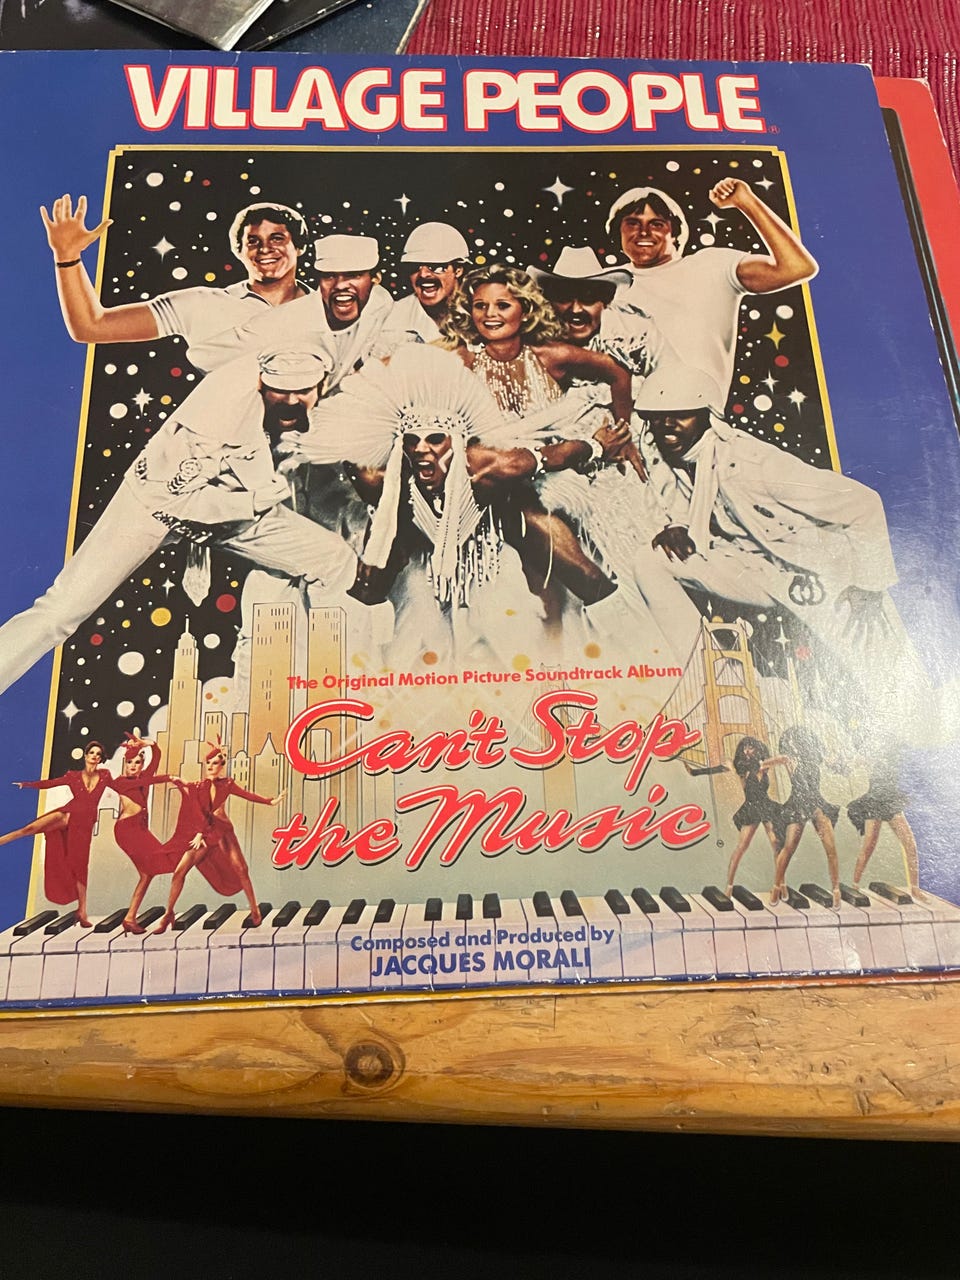 VILLAGE PEOPLE®
The Original Motion Picture Soundtrack Album
Can't Stop
the Music
Composed and Produced by
JACQUES MORALI